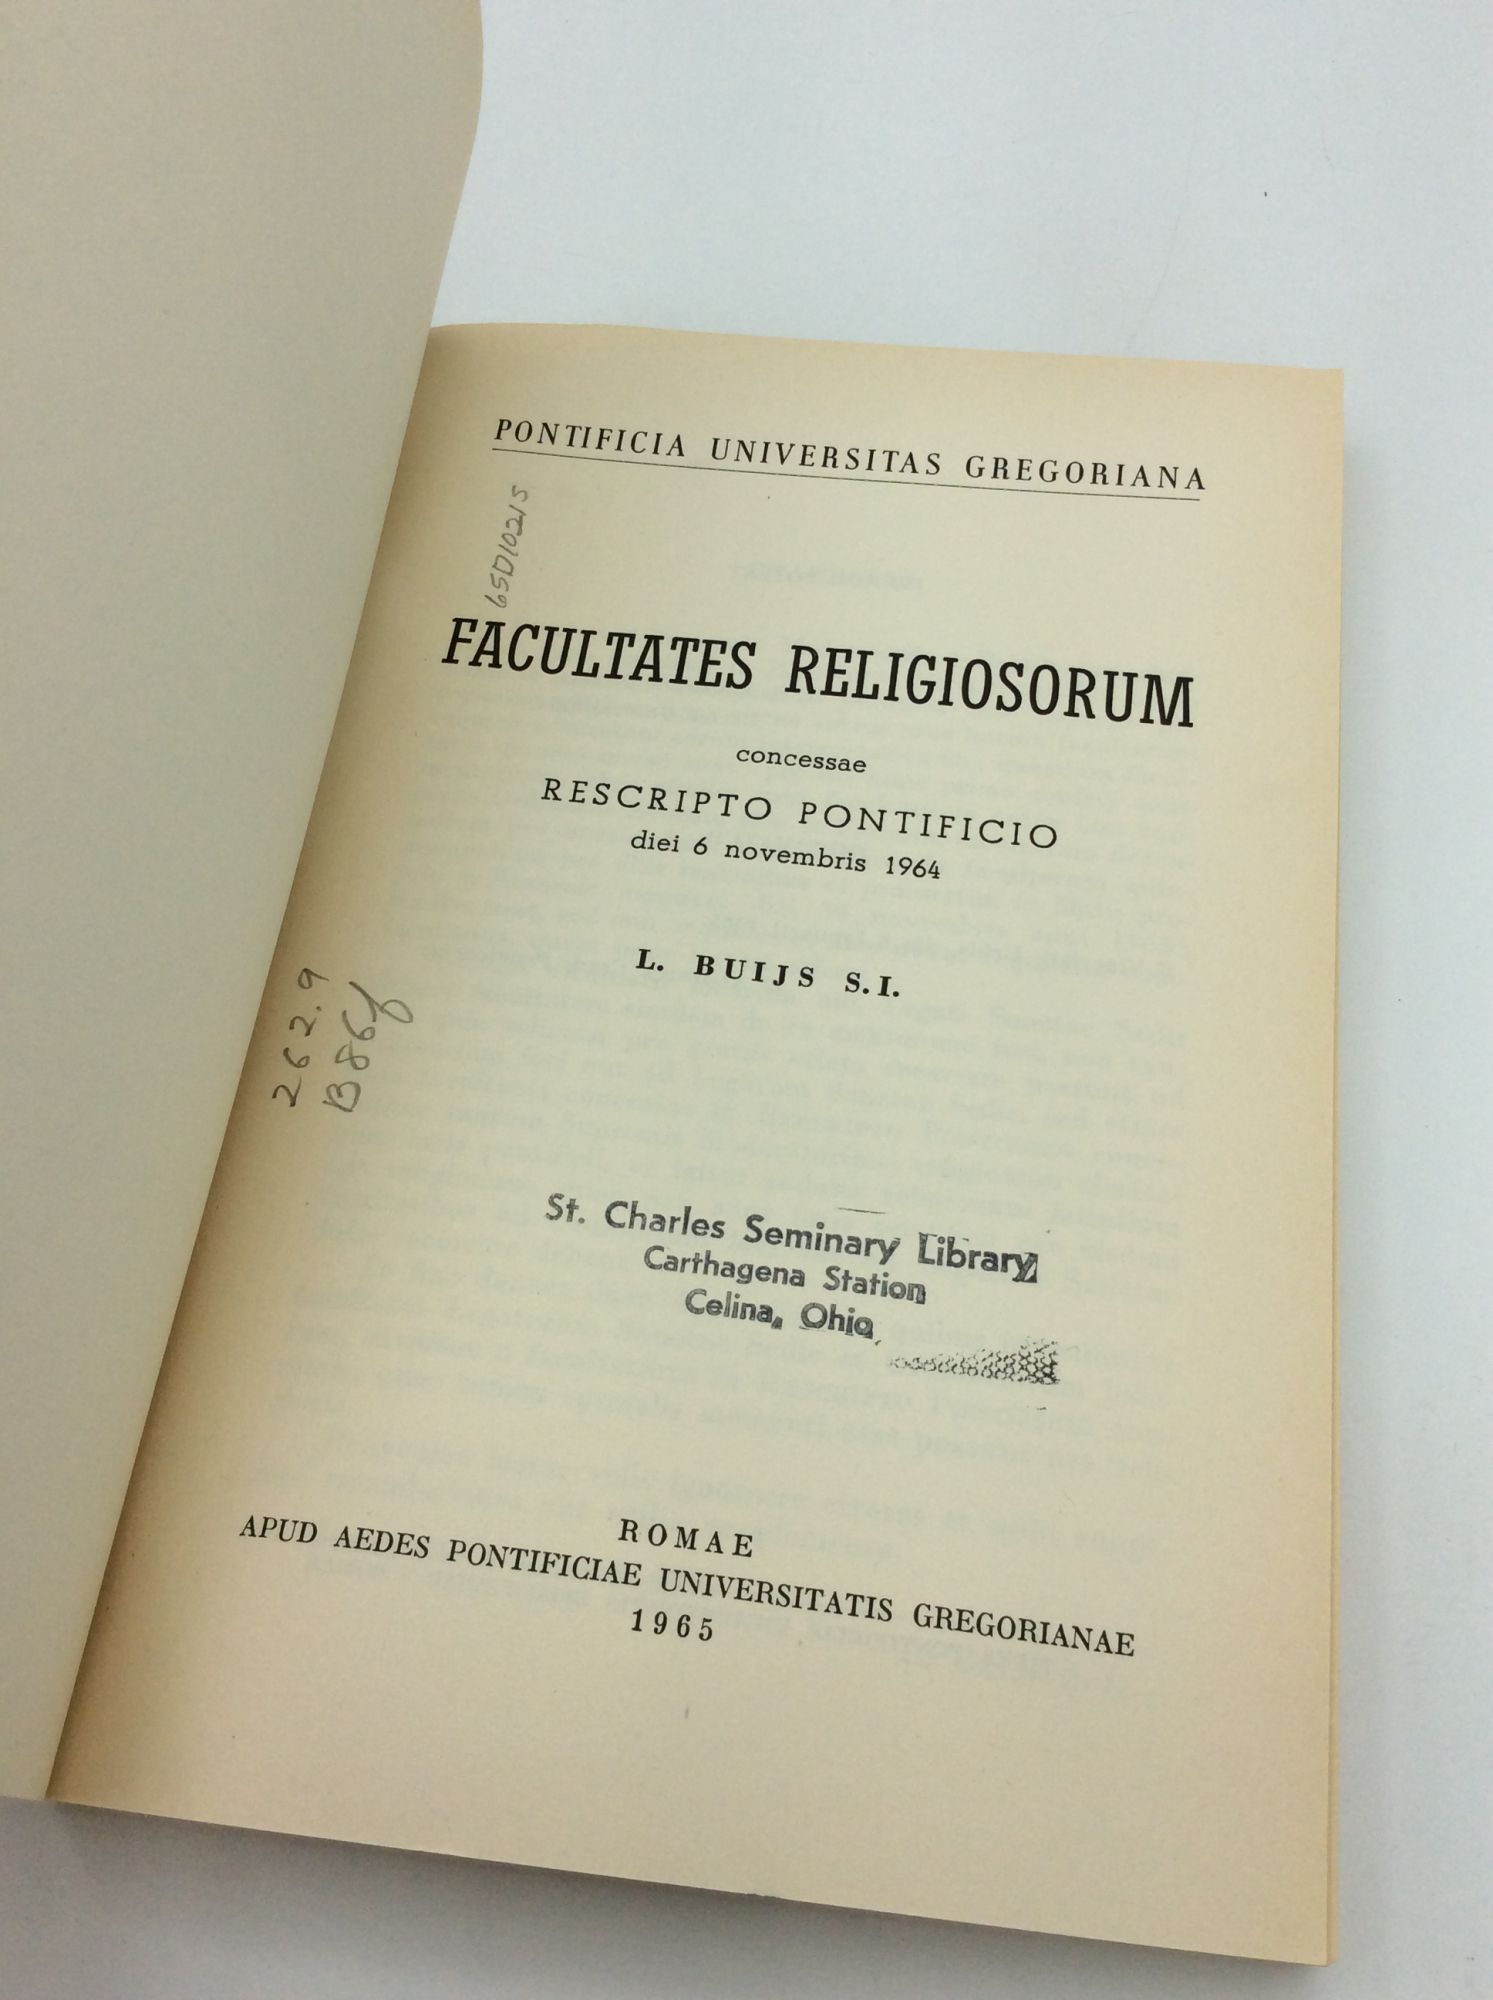 PONTIFICIA UNIVERSITAS GREGORIANA
65D10215
FACULTATES RELIGIOSORUM
concessae
RESCRIPTO PONTIFICIO
diei 6 novembris 1964
L. BUIJS S.I.
262.9
B86f
St. Charles Seminary Library
Carthagena Station
Celina, Ohio
ROMAE
APUD AEDES PONTIFICIAE UNIVERSITATIS GREGORIANAE
1965